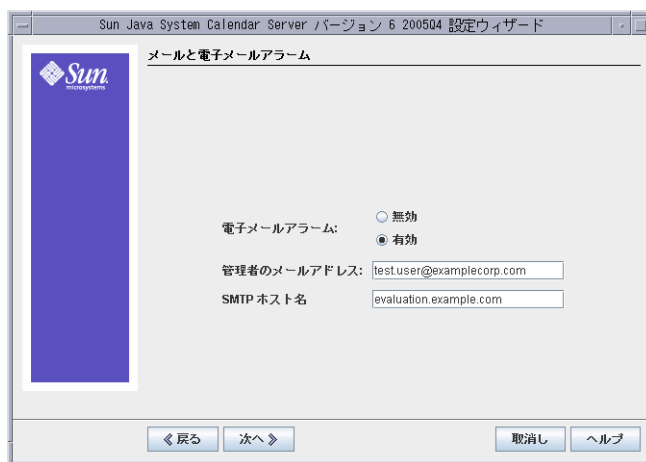 Sun Java System Calendar Server バージョン 6 2005Q4 設定ウィザード
Sun
microsystems
メールと電子メールアラーム
電子メールアラーム:
無効
有効
管理者のメールアドレス: test.user@examplecorp.com
SMTP ホスト名 evaluation.example.com
戻る 次へ 取消し ヘルプ